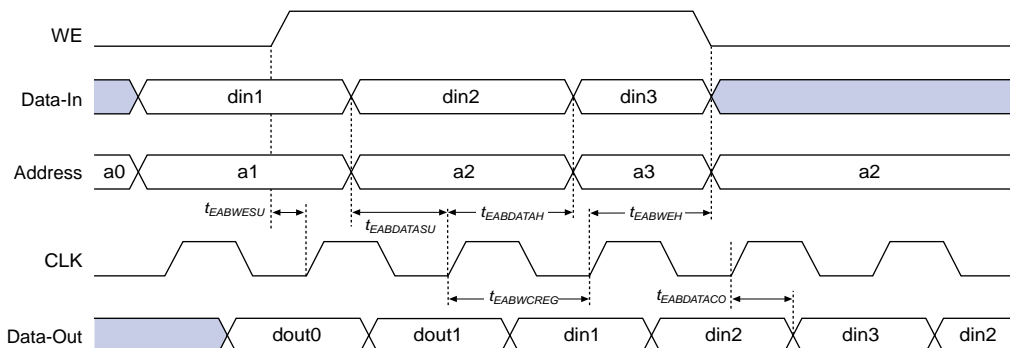 WE
Data-In din1 din2 din3
Address a0 a1 a2 a3 a2
tEABWESU tEABDATASU tEABDATAH tEABWEH
CLK
tEABWCREG tEABDATACO
Data-Out dout0 dout1 din1 din2 din3 din2